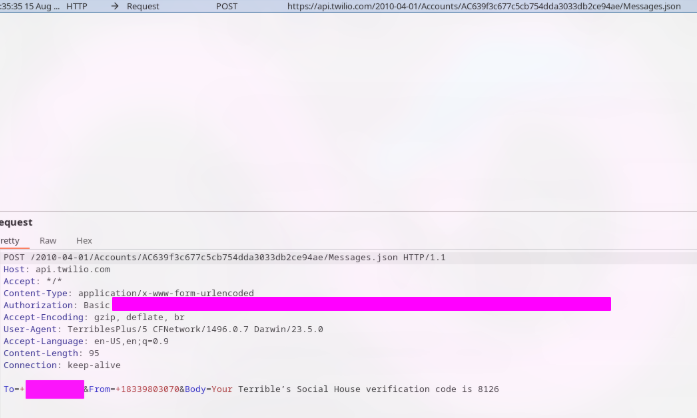 :35:35 15 Aug ... HTTP → Request POST https://api.twilio.com/2010-04-01/Accounts/AC639f3c677c5cb754dda3033db2ce94ae/Messages.json
equest
retty Raw Hex
POST /2010-04-01/Accounts/AC639f3c677c5cb754dda3033db2ce94ae/Messages.json HTTP/1.1
Host: api.twilio.com
Accept: */*
Content-Type: application/x-www-form-urlencoded
Authorization: Basic
Accept-Encoding: gzip, deflate, br
User-Agent: TerriblesPlus/5 CFNetwork/1496.0.7 Darwin/23.5.0
Accept-Language: en-US,en;q=0.9
Content-Length: 95
Connection: keep-alive
To=+ &From=+18339803070&Body=Your Terrible's Social House verification code is 8126